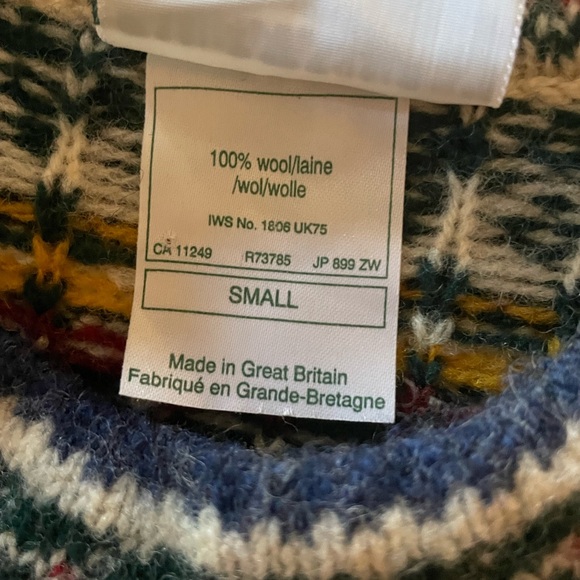 100% wool/laine
/wol/wolle
IWS No. 1806 UK75
CA 11249 R73785 JP 899 ZW
SMALL
Made in Great Britain
Fabriqué en Grande-Bretagne